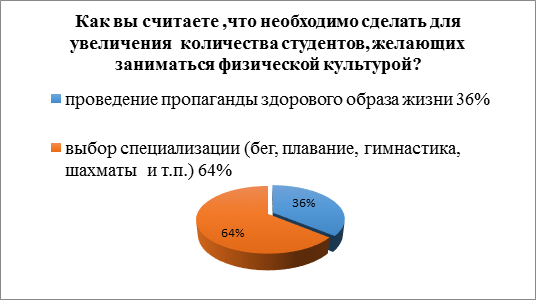 Как вы считаете ,что необходимо сделать для
увеличения количества студентов, желающих
заниматься физической культурой?
проведение пропаганды здорового образа жизни 36%
выбор специализации (бег, плавание, гимнастика,
шахматы и т.п.) 64%
36%
64%